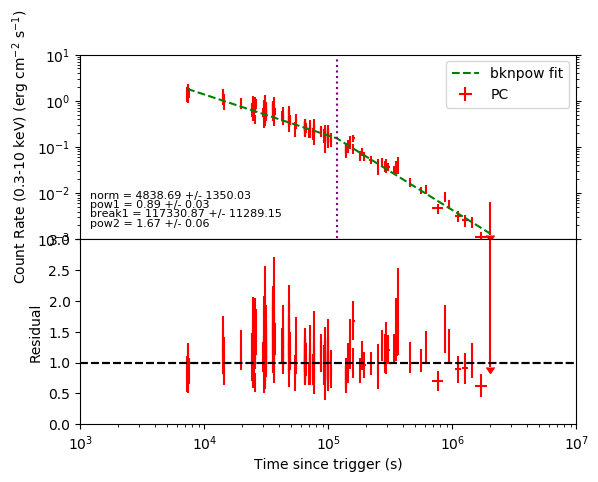 Count Rate (0.3-10 keV) (erg cm⁻² s⁻¹)
10¹
10⁰
10⁻¹
10⁻²
10⁻³
bknpow fit
PC
norm = 4838.69 +/- 1350.03
pow1 = 0.89 +/- 0.03
break1 = 117330.87 +/- 11289.15
pow2 = 1.67 +/- 0.06
Residual
3.0
2.5
2.0
1.5
1.0
0.5
0.0
10³ 10⁴ 10⁵ 10⁶ 10⁷
Time since trigger (s)